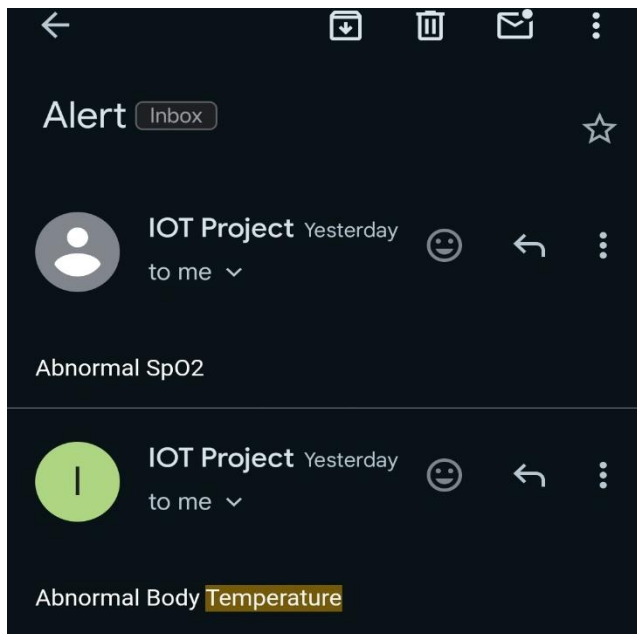 Alert Inbox
IOT Project Yesterday
to me
Abnormal SpO2
I
IOT Project Yesterday
to me
Abnormal Body Temperature